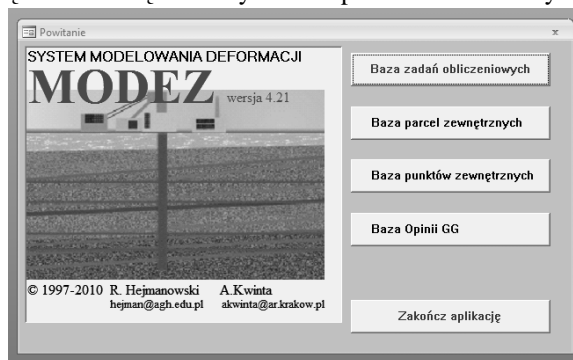 Powitanie x
SYSTEM MODELOWANIA DEFORMACJI
MODEZ wersja 4.21
© 1997-2010 R. Hejmanowski A.Kwinta
hejman@agh.edu.pl akwinta@ar.krakow.pl
Baza zadań obliczeniowych
Baza parcel zewnętrznych
Baza punktów zewnętrznych
Baza Opinii GG
Zakończ aplikację